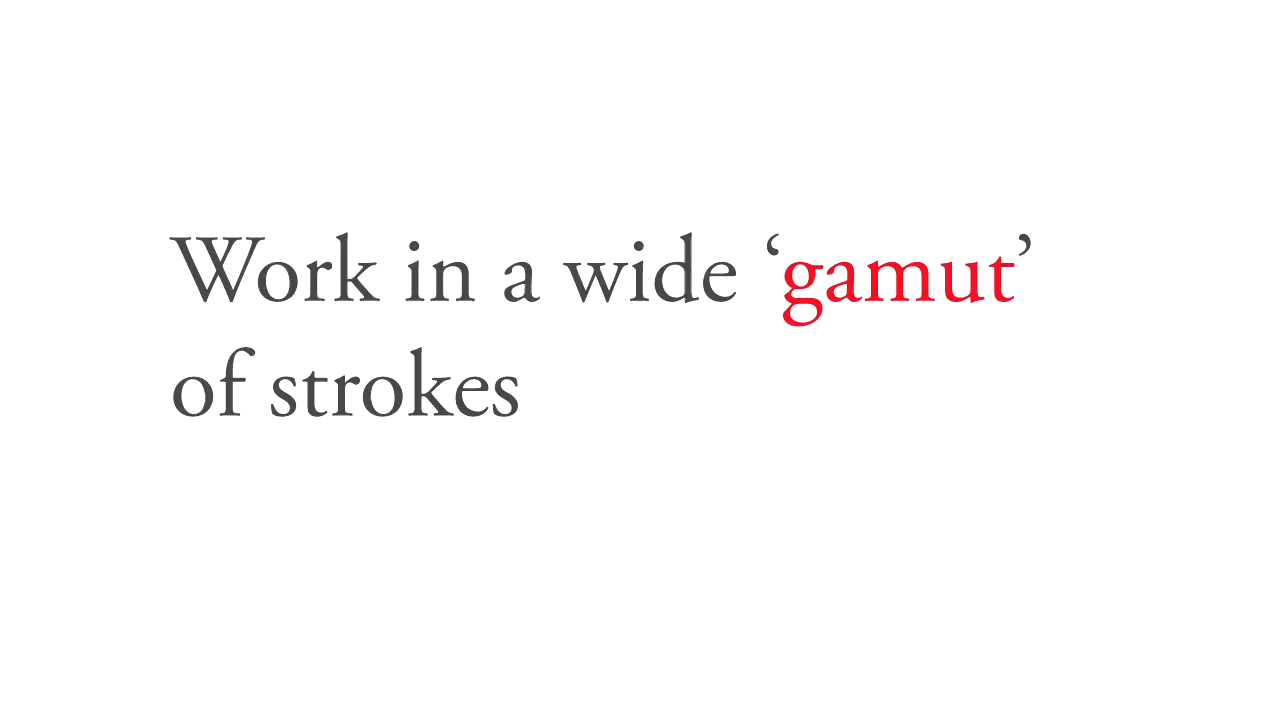 Work in a wide ‘gamut’
of strokes